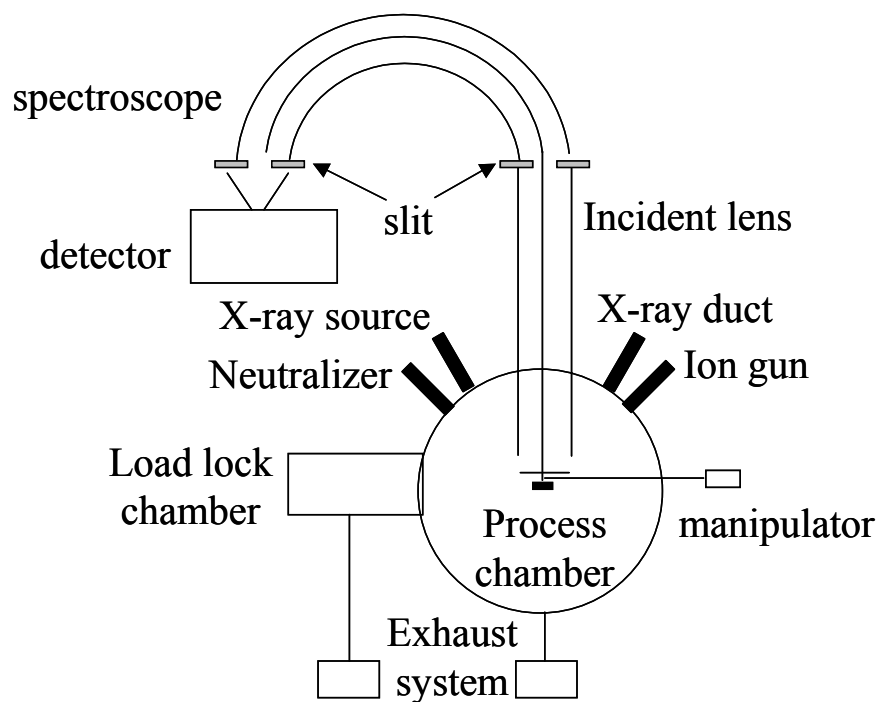 spectroscope
slit
Incident lens
detector
X-ray source
X-ray duct
Neutralizer
Ion gun
Load lock
chamber
Process
chamber
manipulator
Exhaust
system